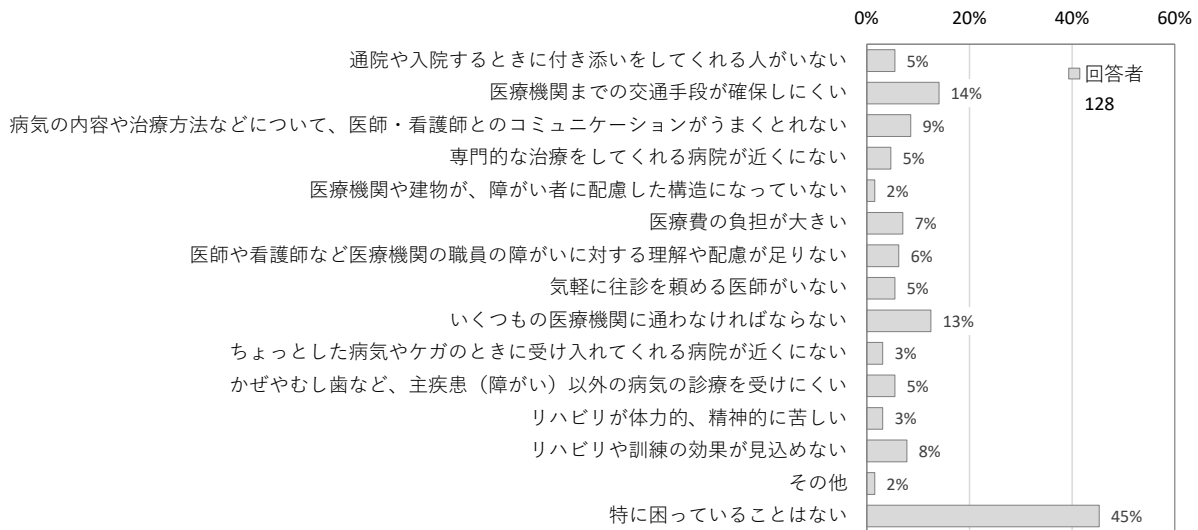 0% 20% 40% 60%
通院や入院するときに付き添いをしてくれる人がいない 5%
回答者
128
医療機関までの交通手段が確保しにくい 14%
病気の内容や治療方法などについて、医師・看護師とのコミュニケーションがうまくとれない 9%
専門的な治療をしてくれる病院が近くにない 5%
医療機関や建物が、障がい者に配慮した構造になっていない 2%
医療費の負担が大きい 7%
医師や看護師など医療機関の職員の障がいに対する理解や配慮が足りない 6%
気軽に往診を頼める医師がいない 5%
いくつもの医療機関に通わなければならない 13%
ちょっとした病気やケガのときに受け入れてくれる病院が近くにない 3%
かぜやむし歯など、主疾患（障がい）以外の病気の診療を受けにくい 5%
リハビリが体力的、精神的に苦しい 3%
リハビリや訓練の効果が見込めない 8%
その他 2%
特に困っていることはない 45%